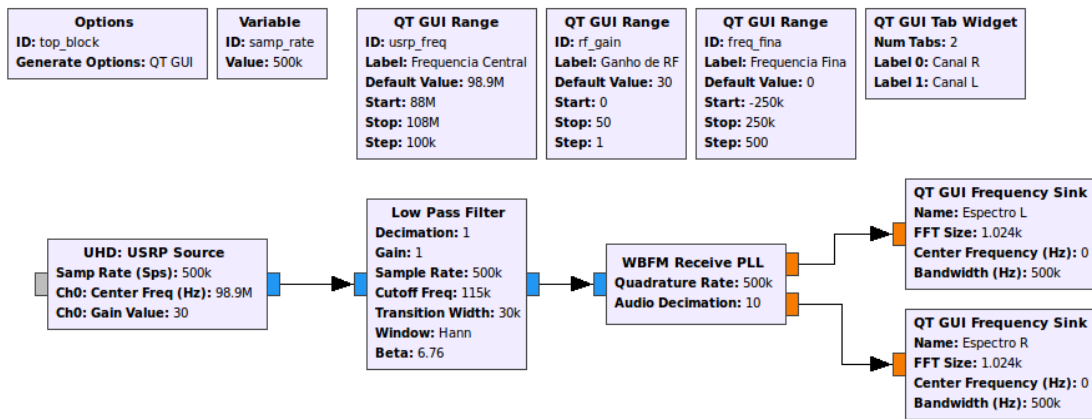 Options
ID: top_block
Generate Options: QT GUI
Variable
ID: samp_rate
Value: 500k
QT GUI Range
ID: usrp_freq
Label: Frequencia Central
Default Value: 98.9M
Start: 88M
Stop: 108M
Step: 100k
QT GUI Range
ID: rf_gain
Label: Ganho de RF
Default Value: 30
Start: 0
Stop: 50
Step: 1
QT GUI Range
ID: freq_fina
Label: Frequencia Fina
Default Value: 0
Start: -250k
Stop: 250k
Step: 500
QT GUI Tab Widget
Num Tabs: 2
Label 0: Canal R
Label 1: Canal L
UHD: USRP Source
Samp Rate (Sps): 500k
Ch0: Center Freq (Hz): 98.9M
Ch0: Gain Value: 30
Low Pass Filter
Decimation: 1
Gain: 1
Sample Rate: 500k
Cutoff Freq: 115k
Transition Width: 30k
Window: Hann
Beta: 6.76
WBFM Receive PLL
Quadrature Rate: 500k
Audio Decimation: 10
QT GUI Frequency Sink
Name: Espectro L
FFT Size: 1.024k
Center Frequency (Hz): 0
Bandwidth (Hz): 500k
QT GUI Frequency Sink
Name: Espectro R
FFT Size: 1.024k
Center Frequency (Hz): 0
Bandwidth (Hz): 500k